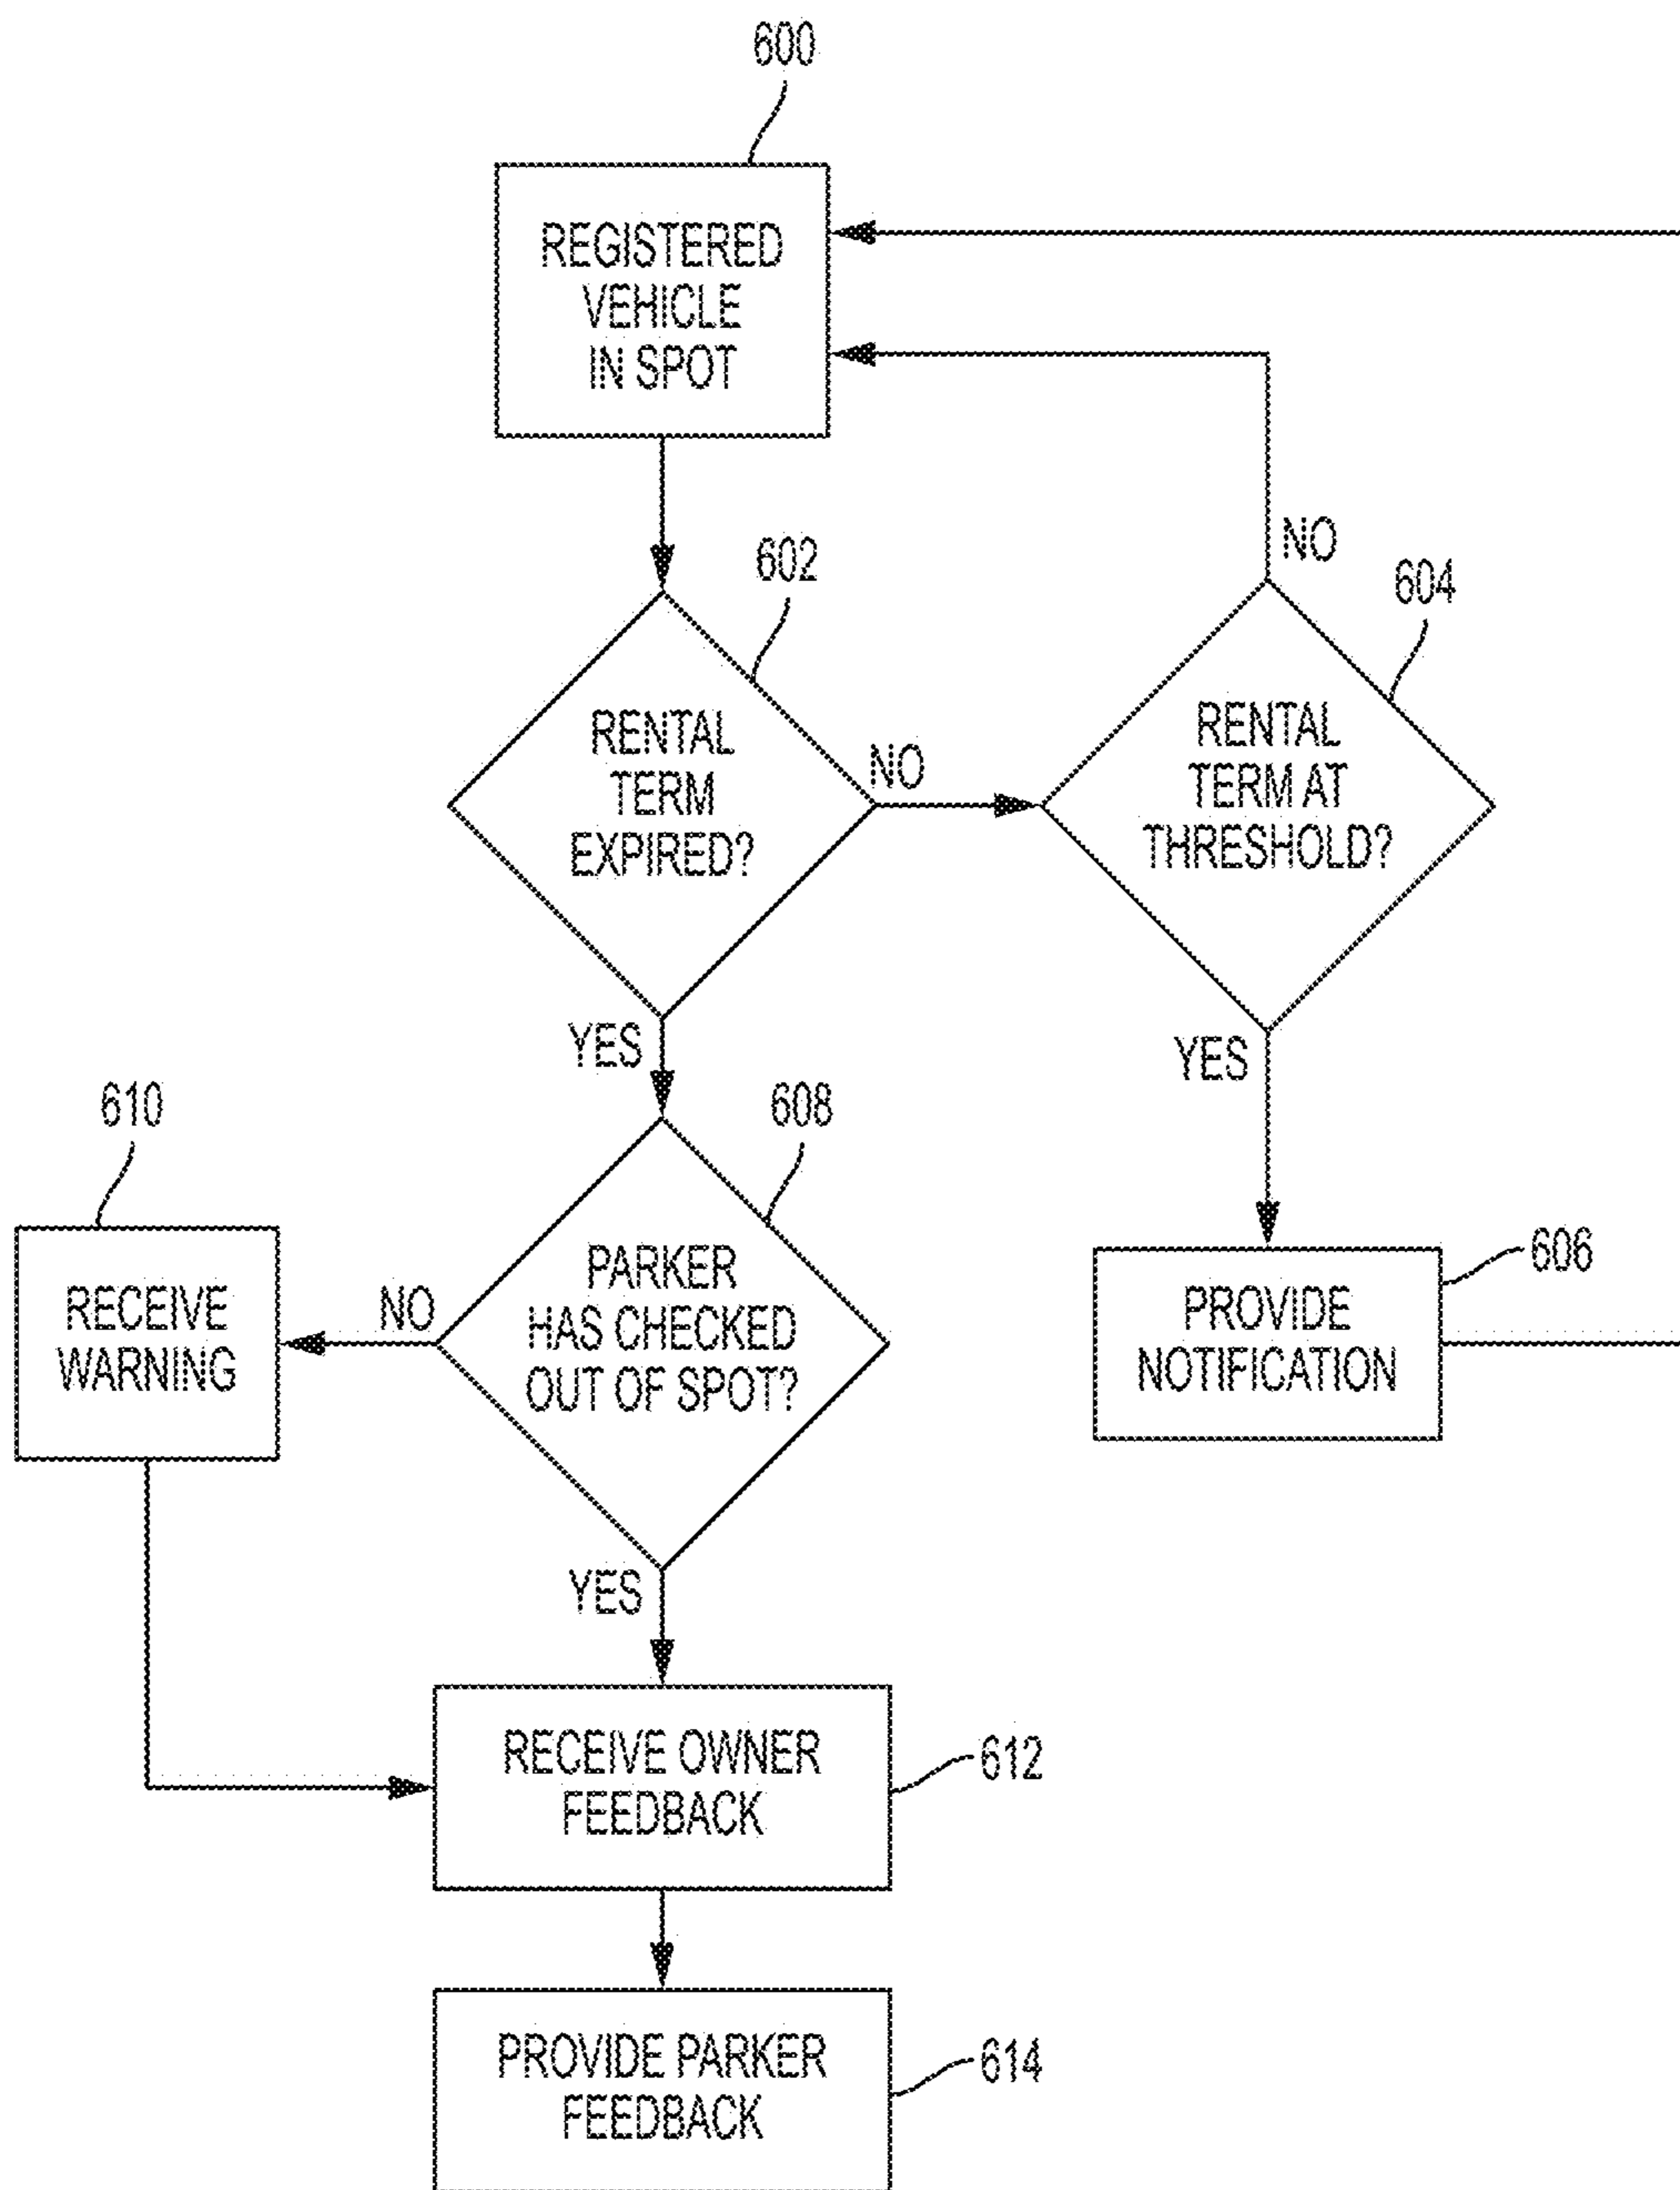 600
REGISTERED
VEHICLE
IN SPOT
602
RENTAL
TERM
EXPIRED?
NO
YES
604
RENTAL
TERM AT
THRESHOLD?
NO
YES
606
PROVIDE
NOTIFICATION
608
PARKER
HAS CHECKED
OUT OF SPOT?
NO
YES
610
RECEIVE
WARNING
RECEIVE OWNER
FEEDBACK
612
PROVIDE PARKER
FEEDBACK
614